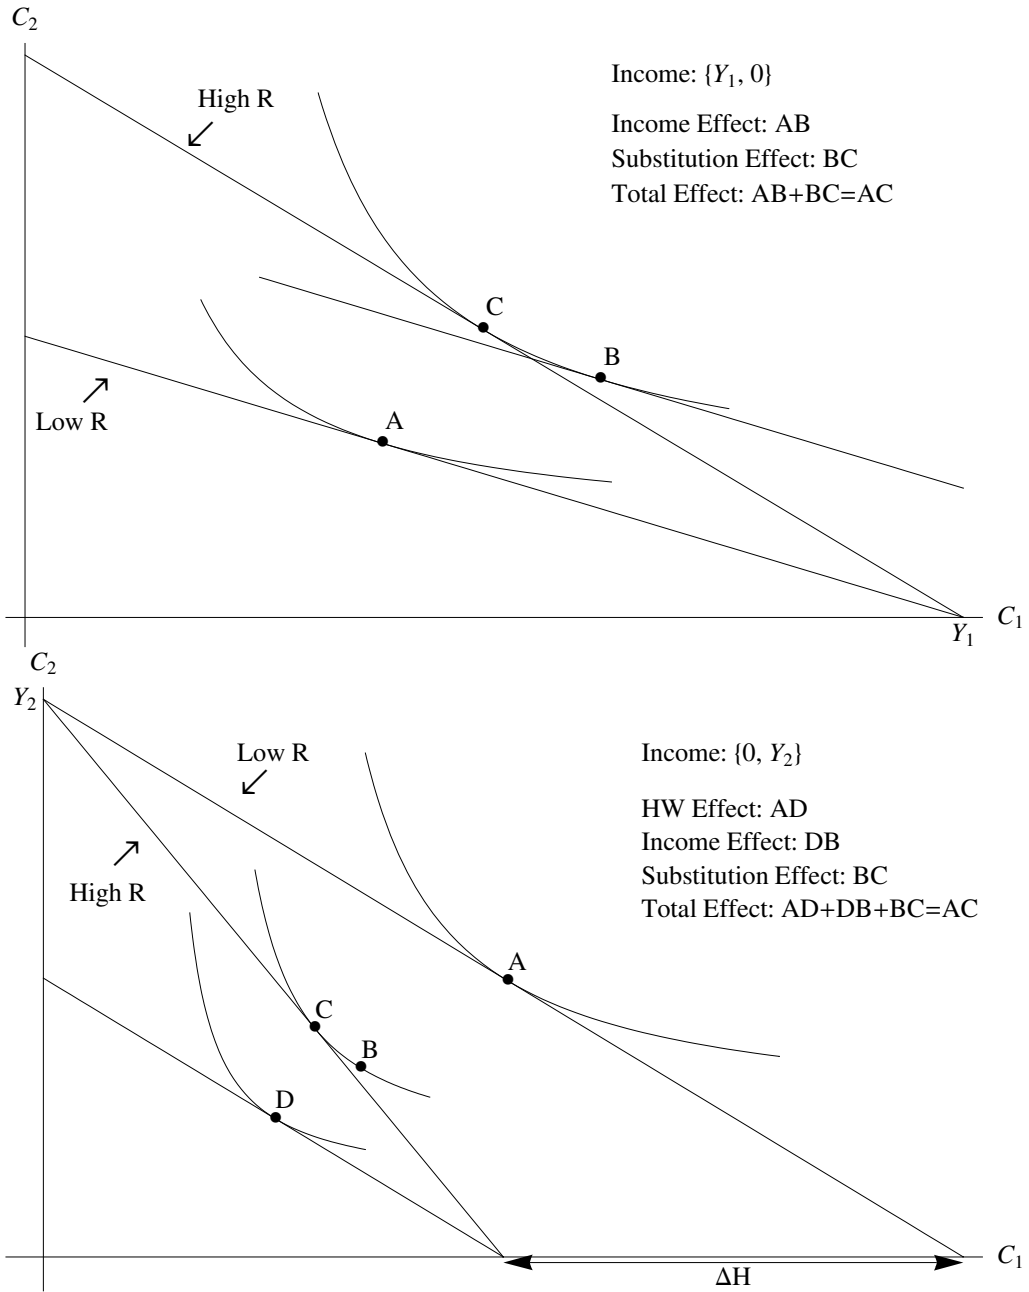 C₂
Income: {Y₁, 0}
High R
Income Effect: AB
Substitution Effect: BC
Total Effect: AB+BC=AC
C
B
A
Low R
C₁
Y₁
C₂
Y₂
Low R
Income: {0, Y₂}
HW Effect: AD
Income Effect: DB
High R
Substitution Effect: BC
Total Effect: AD+DB+BC=AC
A
C
B
D
C₁
ΔH